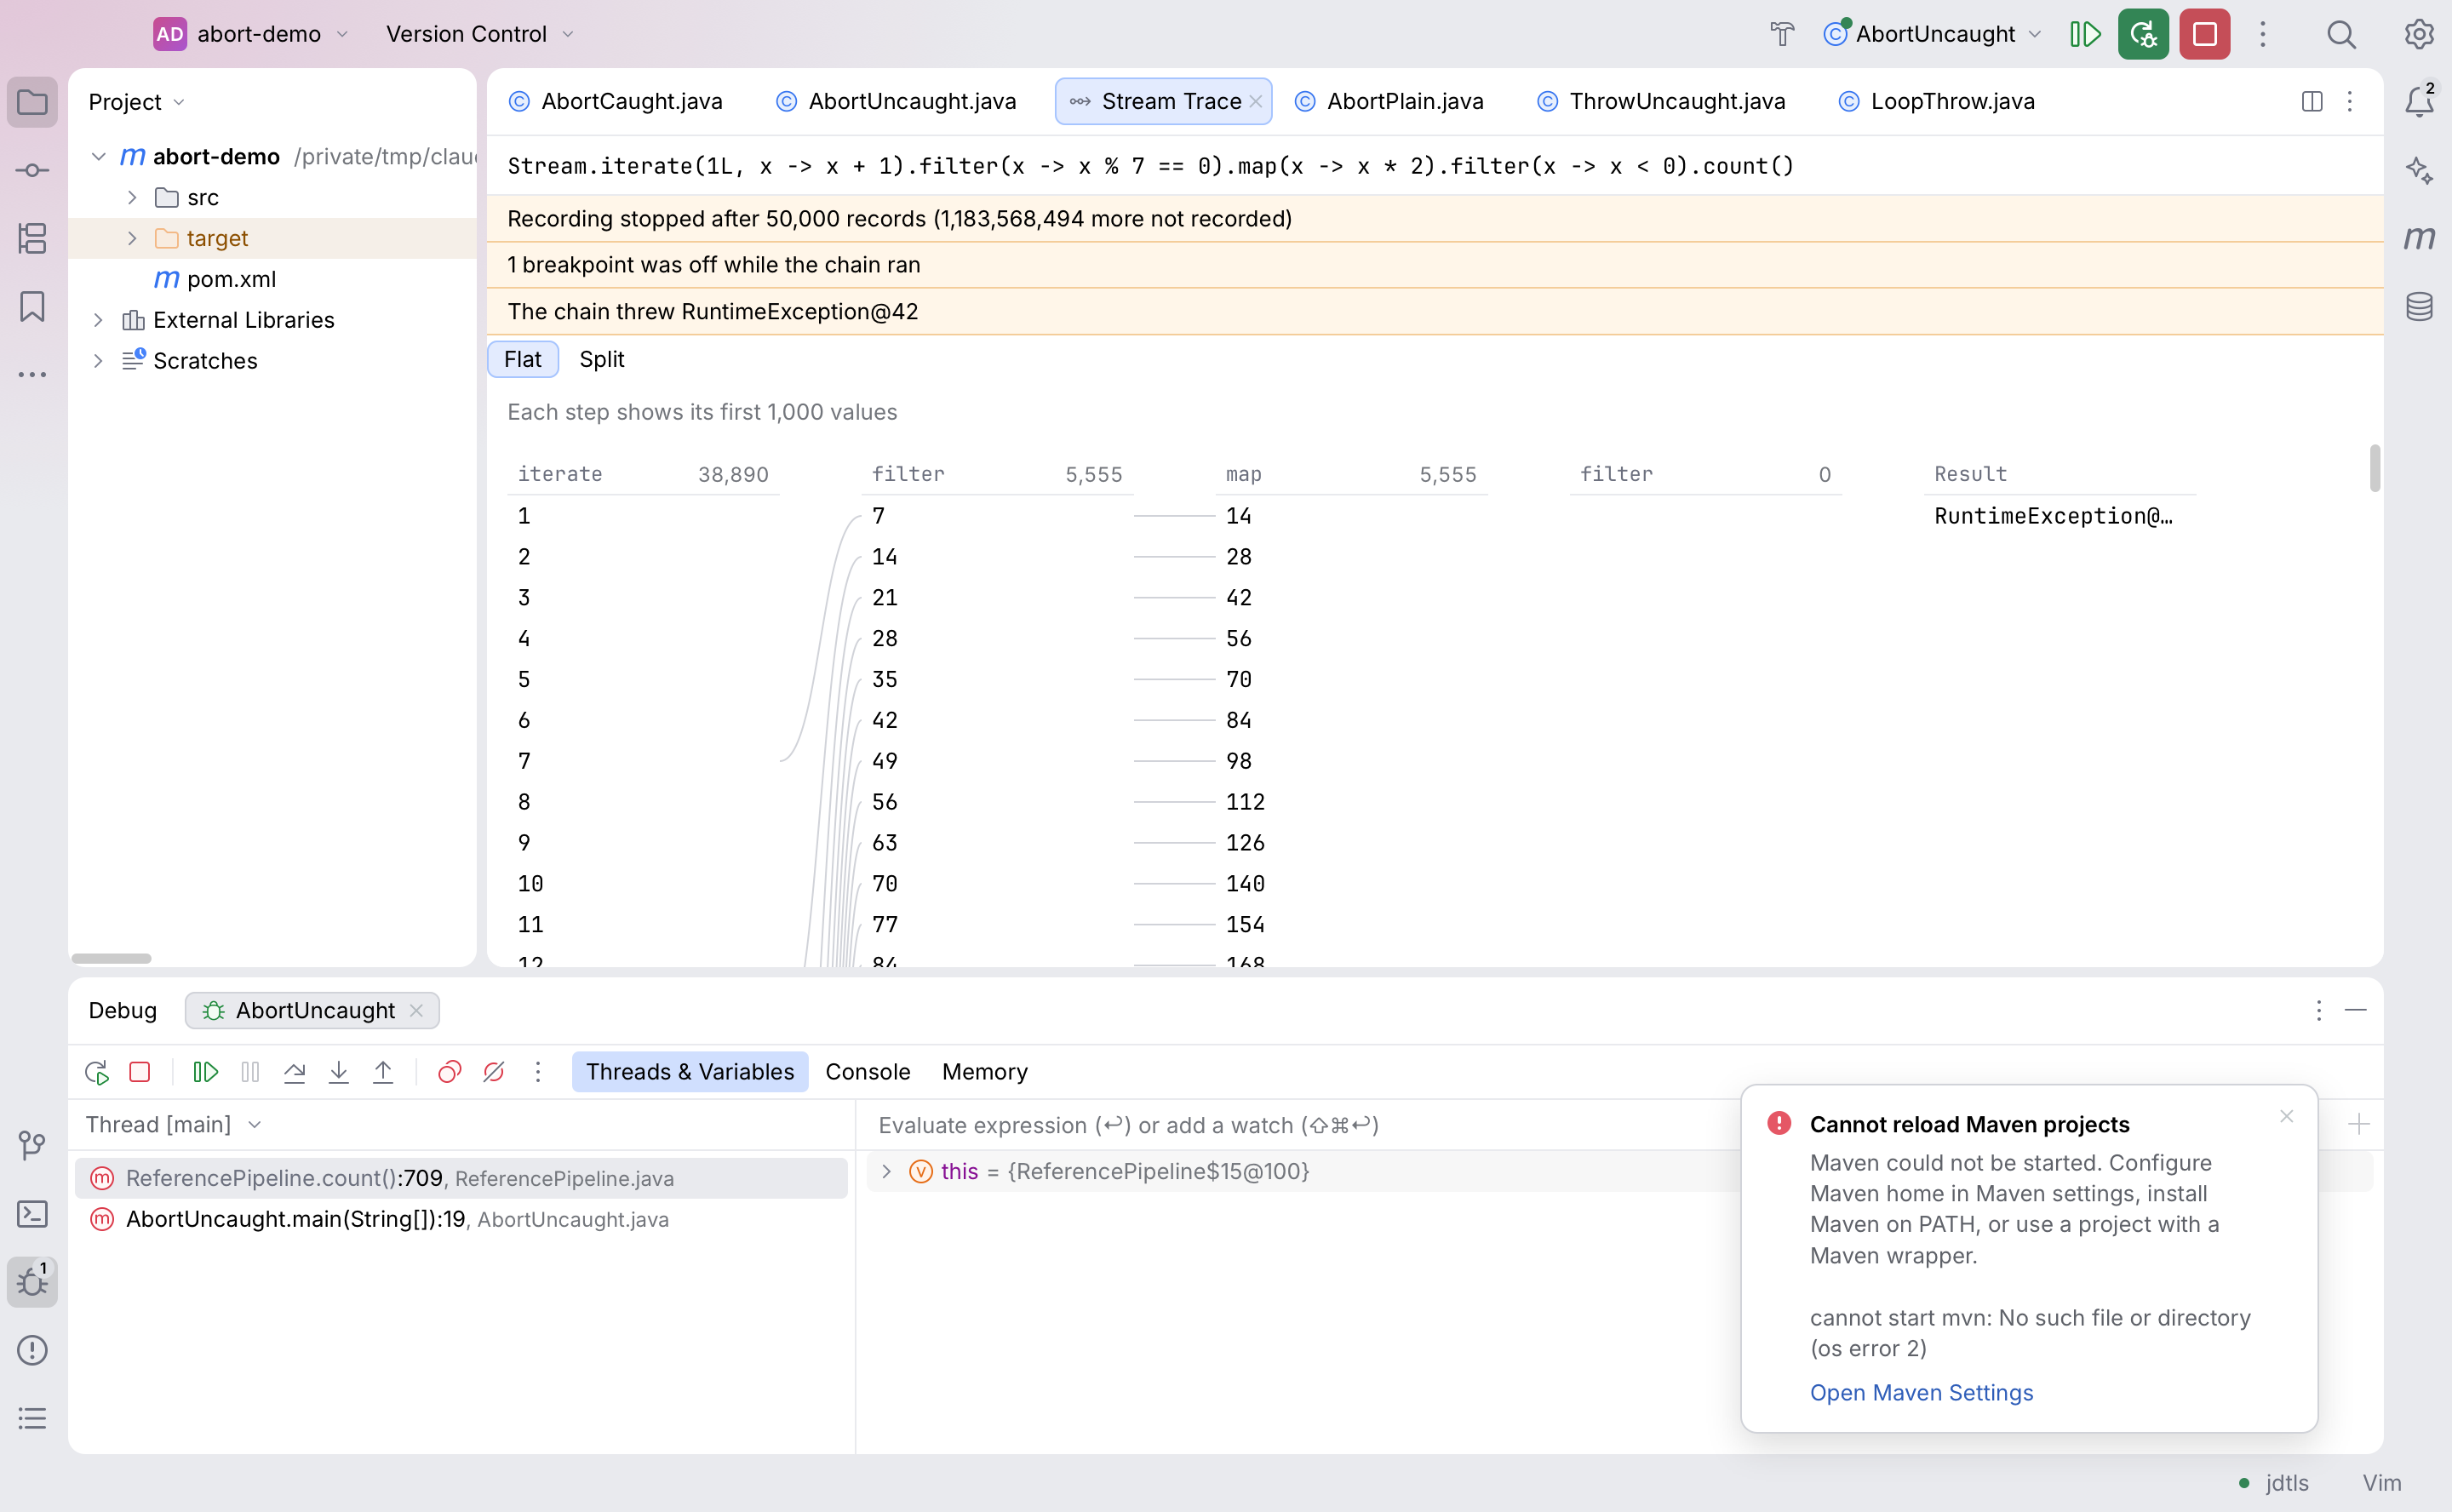 AD abort-demo Version Control AbortUncaught
Project
abort-demo /private/tmp/clau
src
target
pom.xml
External Libraries
Scratches
AbortCaught.java AbortUncaught.java Stream Trace AbortPlain.java ThrowUncaught.java LoopThrow.java
2
m
Stream.iterate(1L, x -> x + 1).filter(x -> x % 7 == 0).map(x -> x * 2).filter(x -> x < 0).count()
Recording stopped after 50,000 records (1,183,568,494 more not recorded)
1 breakpoint was off while the chain ran
The chain threw RuntimeException@42
Flat Split
Each step shows its first 1,000 values
iterate 38,890 filter 5,555 map 5,555 filter 0 Result
1 7 14 RuntimeException@…
2 14 28
3 21 42
4 28 56
5 35 70
6 42 84
7 49 98
8 56 112
9 63 126
10 70 140
11 77 154
12 84 168
Debug AbortUncaught
Threads & Variables Console Memory
Thread [main]
ReferencePipeline.count():709, ReferencePipeline.java
AbortUncaught.main(String[]):19, AbortUncaught.java
1
Evaluate expression (↩) or add a watch (⇧⌘↩)
this = {ReferencePipeline$15@100}
Cannot reload Maven projects
Maven could not be started. Configure
Maven home in Maven settings, install
Maven on PATH, or use a project with a
Maven wrapper.
cannot start mvn: No such file or directory
(os error 2)
Open Maven Settings
jdtls Vim